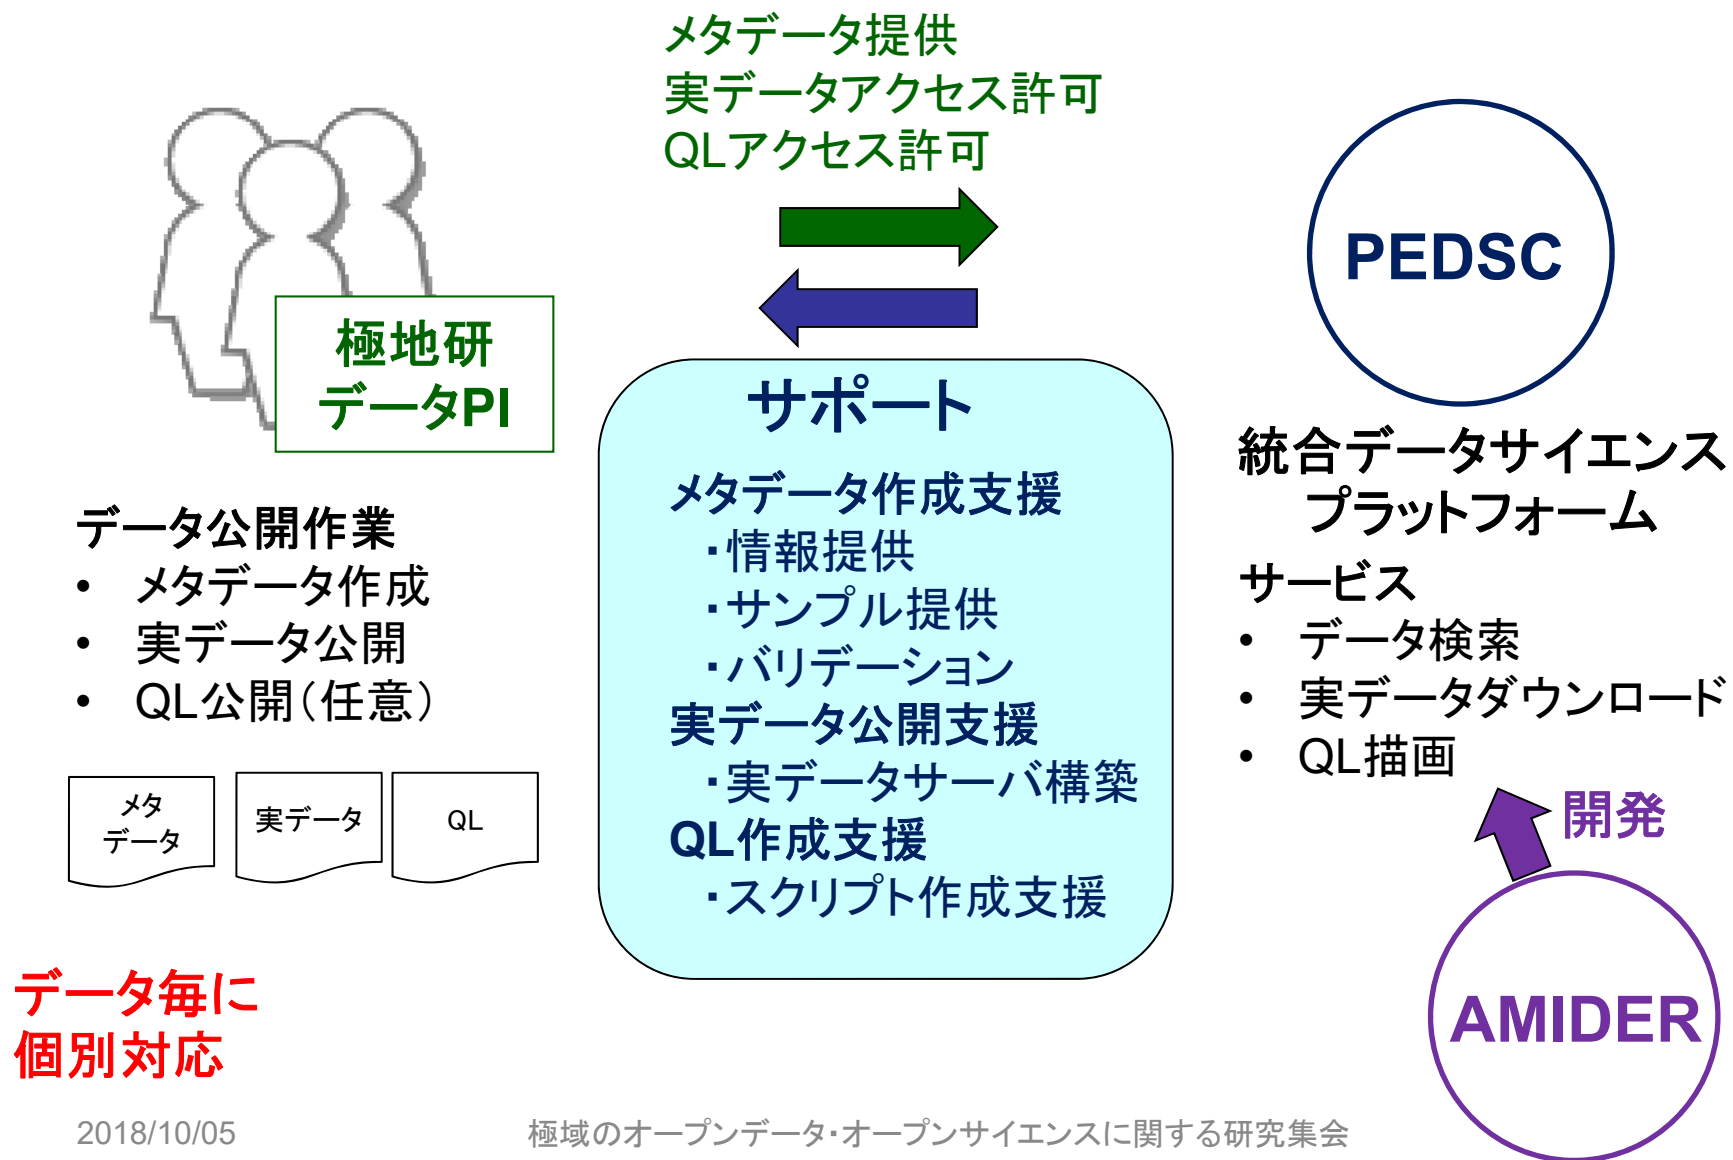 メタデータ提供
実データアクセス許可
QLアクセス許可
極地研
データPI
データ公開作業
• メタデータ作成
• 実データ公開
• QL公開(任意)
メタ
データ
実データ
QL
データ毎に
個別対応
サポート
メタデータ作成支援
・情報提供
・サンプル提供
・バリデーション
実データ公開支援
・実データサーバ構築
QL作成支援
・スクリプト作成支援
PEDSC
統合データサイエンス
プラットフォーム
サービス
• データ検索
• 実データダウンロード
• QL描画
開発
AMIDER
2018/10/05
極域のオープンデータ・オープンサイエンスに関する研究集会